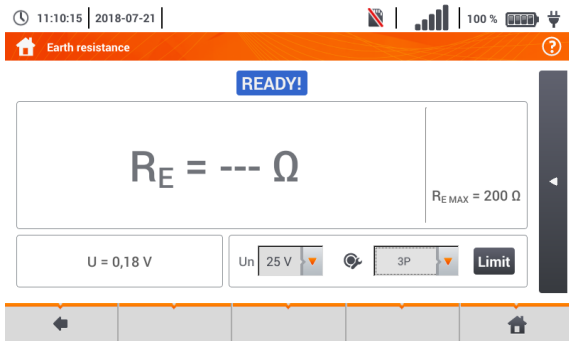 11:10:15 2018-07-21 100 %
Earth resistance
READY!
RE = --- Ω
RE MAX = 200 Ω
U = 0,18 V
Un 25 V 3P Limit